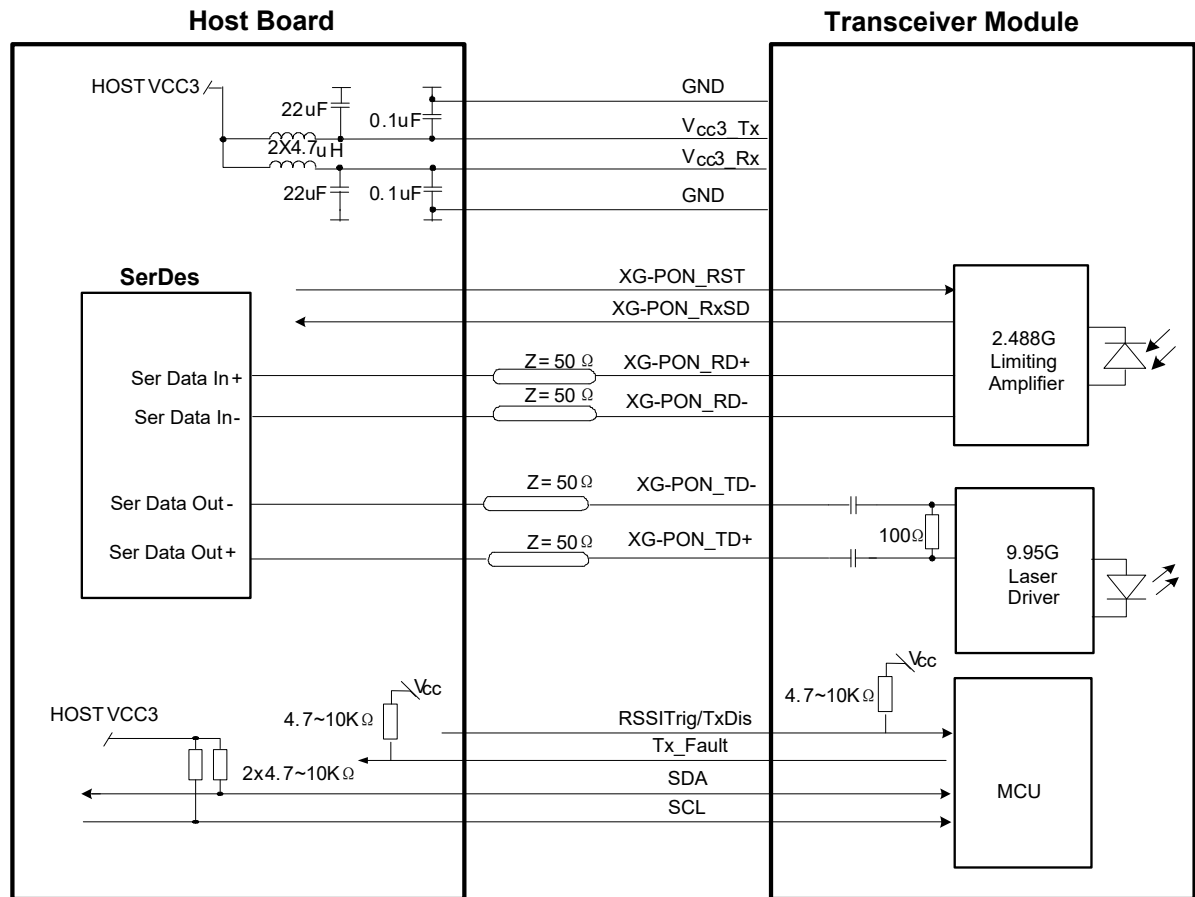 Host Board
Transceiver Module
HOST VCC3
22uF
0.1uF
GND
Vcc3_Tx
2X4.7uH
Vcc3_Rx
22uF
0.1uF
GND
SerDes
XG-PON_RST
XG-PON_RxSD
2.488G
Limiting
Amplifier
Ser Data In+
Z= 50 Ω
XG-PON_RD+
Ser Data In-
Z= 50 Ω
XG-PON_RD-
Ser Data Out-
Z= 50Ω
XG-PON_TD-
100Ω
Ser Data Out+
Z= 50Ω
XG-PON_TD+
9.95G
Laser
Driver
Vcc
Vcc
HOST VCC3
4.7~10KΩ
RSSITrig/TxDis
4.7~10KΩ
Tx_Fault
2x4.7~10KΩ
SDA
MCU
SCL